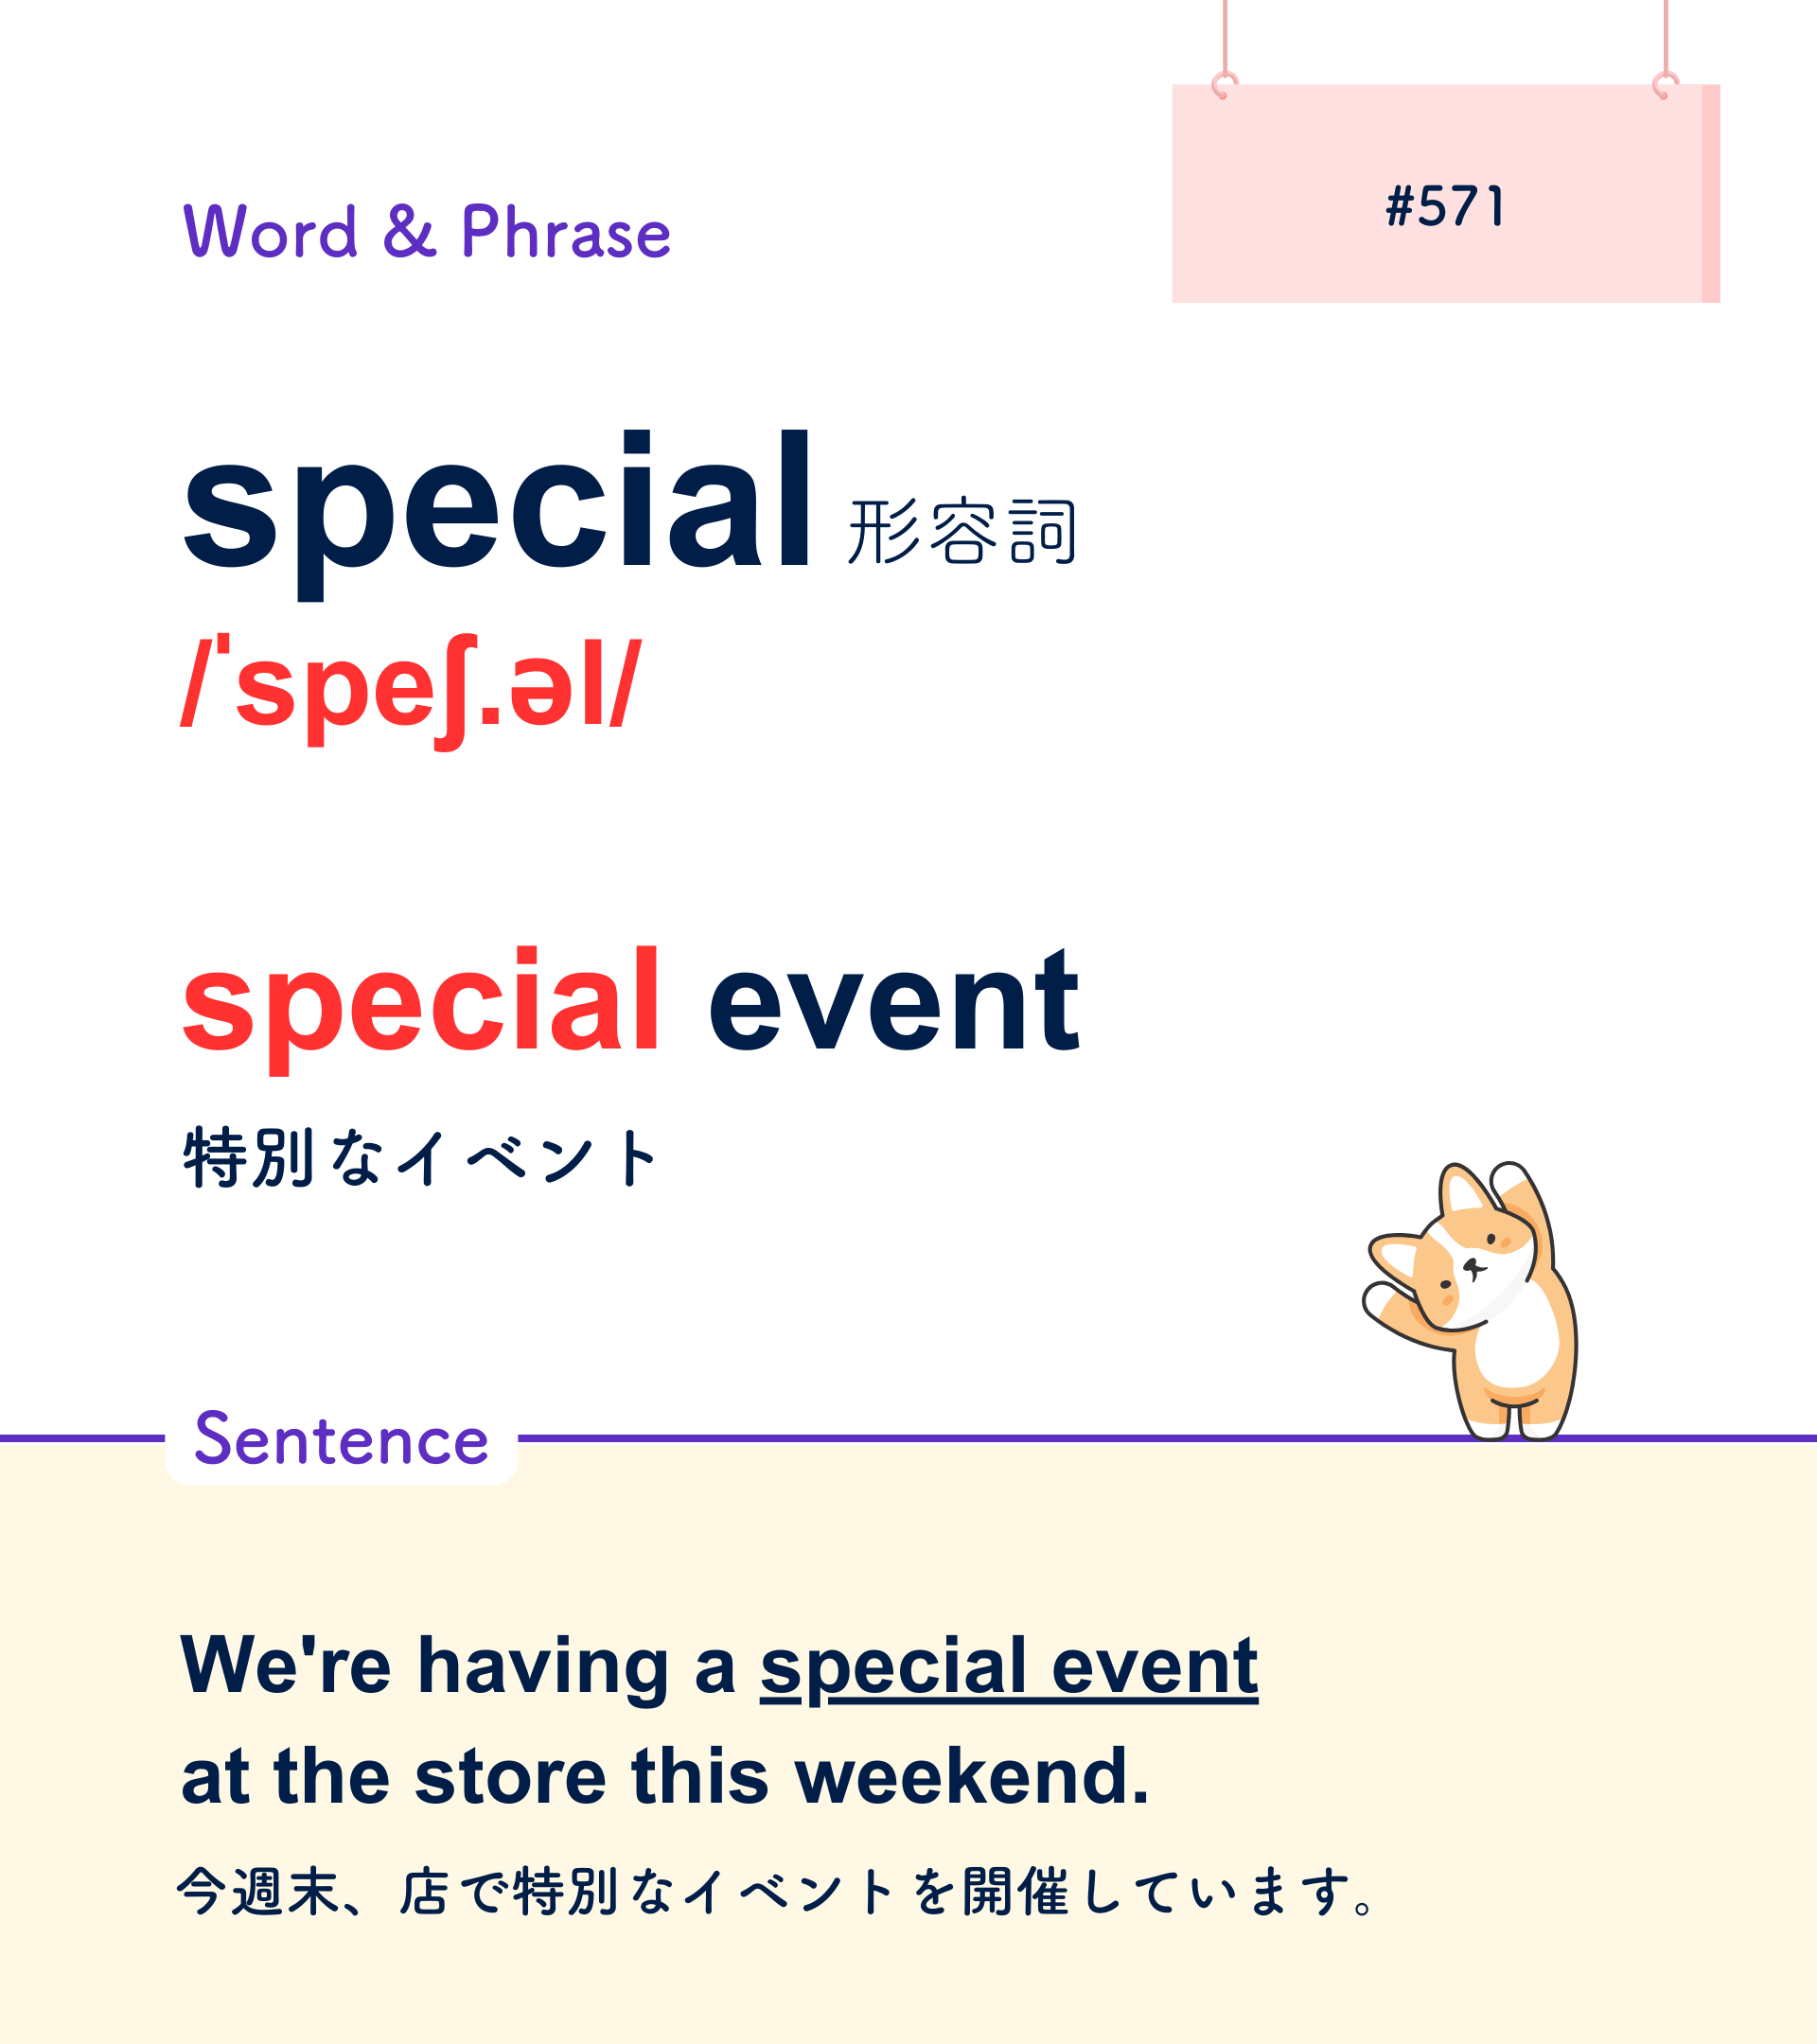 Word & Phrase
#571
special 形容詞
/ˈspeʃ.əl/
special event
特別なイベント
Sentence
We're having a special event
at the store this weekend.
今週末、店で特別なイベントを開催しています。